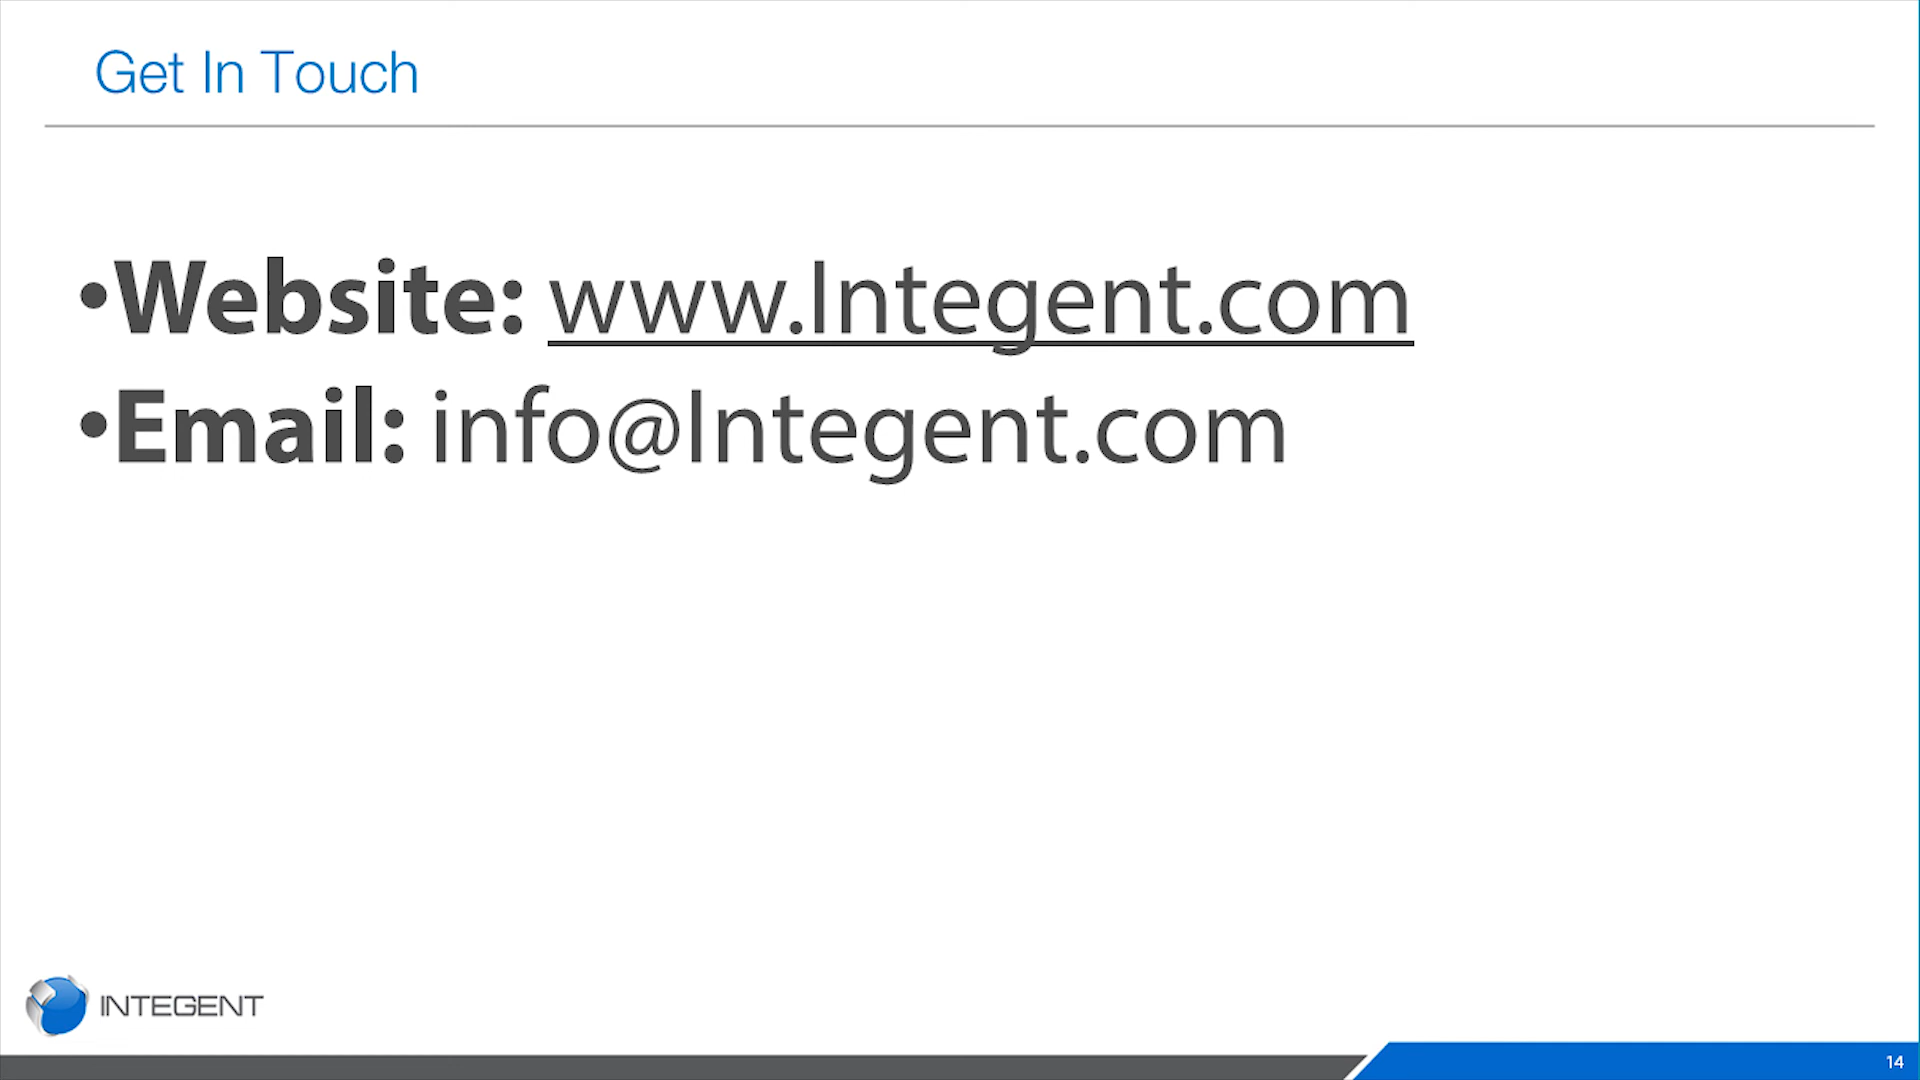 Get In Touch
•Website: www.Integent.com
•Email: info@Integent.com
INTEGENT
14